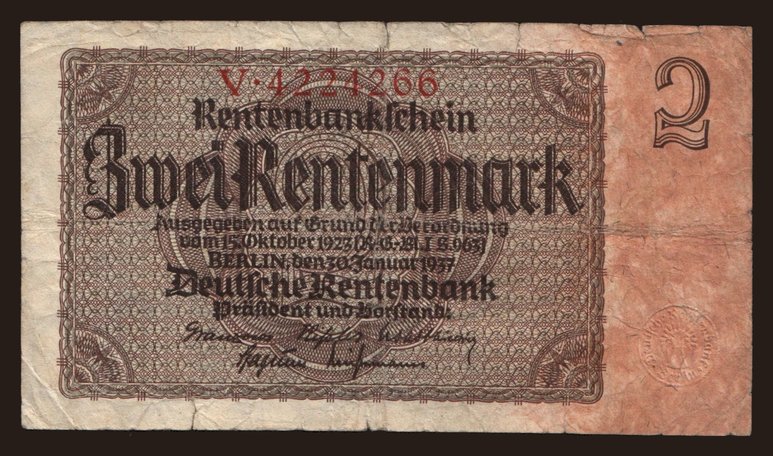 V·4224266
Rentenbankschein
Zwei Rentenmark
Ausgegeben auf Grund der Verordnung
vom 15. Oktober 1923 (R-G-Bl. I S. 963)
BERLIN, den 30. Januar 1937
Deutsche Rentenbank
Präsident und Vorstand:
2